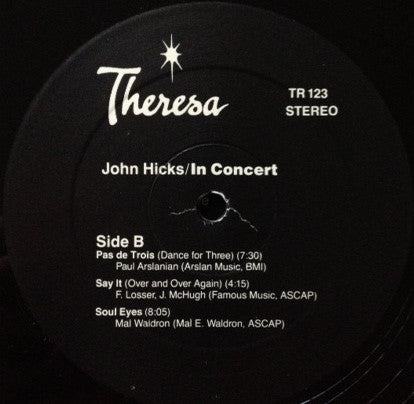 Theresa
TR 123
STEREO
John Hicks/In Concert
Side B
Pas de Trois (Dance for Three) (7:30)
Paul Arslanian (Arslan Music, BMI)
Say It (Over and Over Again) (4:15)
F. Losser, J. McHugh (Famous Music, ASCAP)
Soul Eyes (8:05)
Mal Waldron (Mal E. Waldron, ASCAP)